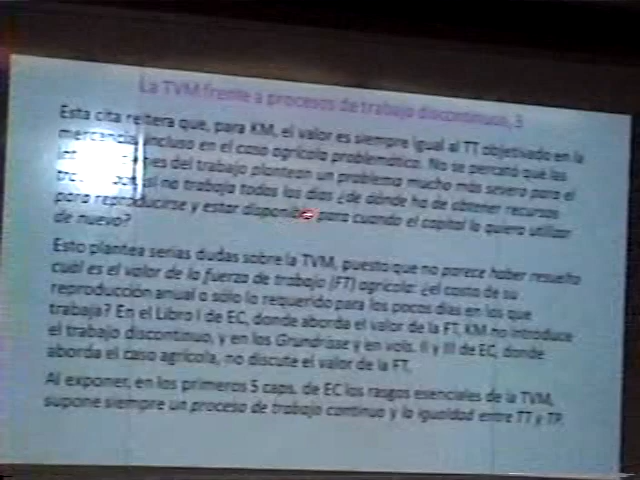 La TVM frente a procesos de trabajo discontinuo, 3
Esta cita reitera que, para KM, el valor es siempre igual al TT objetivado en la
mercancía, incluso en el caso agrícola problemático. No se percató que los
del trabajo plantean un problema mucho más severo para el
si no trabaja todos los días ¿de dónde ha de obtener recursos
para reproducirse y estar disponible para cuando el capital lo quiera utilizar
de nuevo?
Esto plantea serias dudas sobre la TVM, puesto que no parece haber resuelto
cuál es el valor de la fuerza de trabajo (FT) agrícola: ¿el costo de su
reproducción anual o sólo lo requerido para los pocos días en los que
trabaja? En el Libro I de EC, donde aborda el valor de la FT, KM no introduce
el trabajo discontinuo, y en los Grundrisse y en vols. II y III de EC, donde
aborda el caso agrícola, no discute el valor de la FT.
Al exponer, en los primeros 5 caps. de EC los rasgos esenciales de la TVM,
supone siempre un proceso de trabajo continuo y la igualdad entre TT y TP.